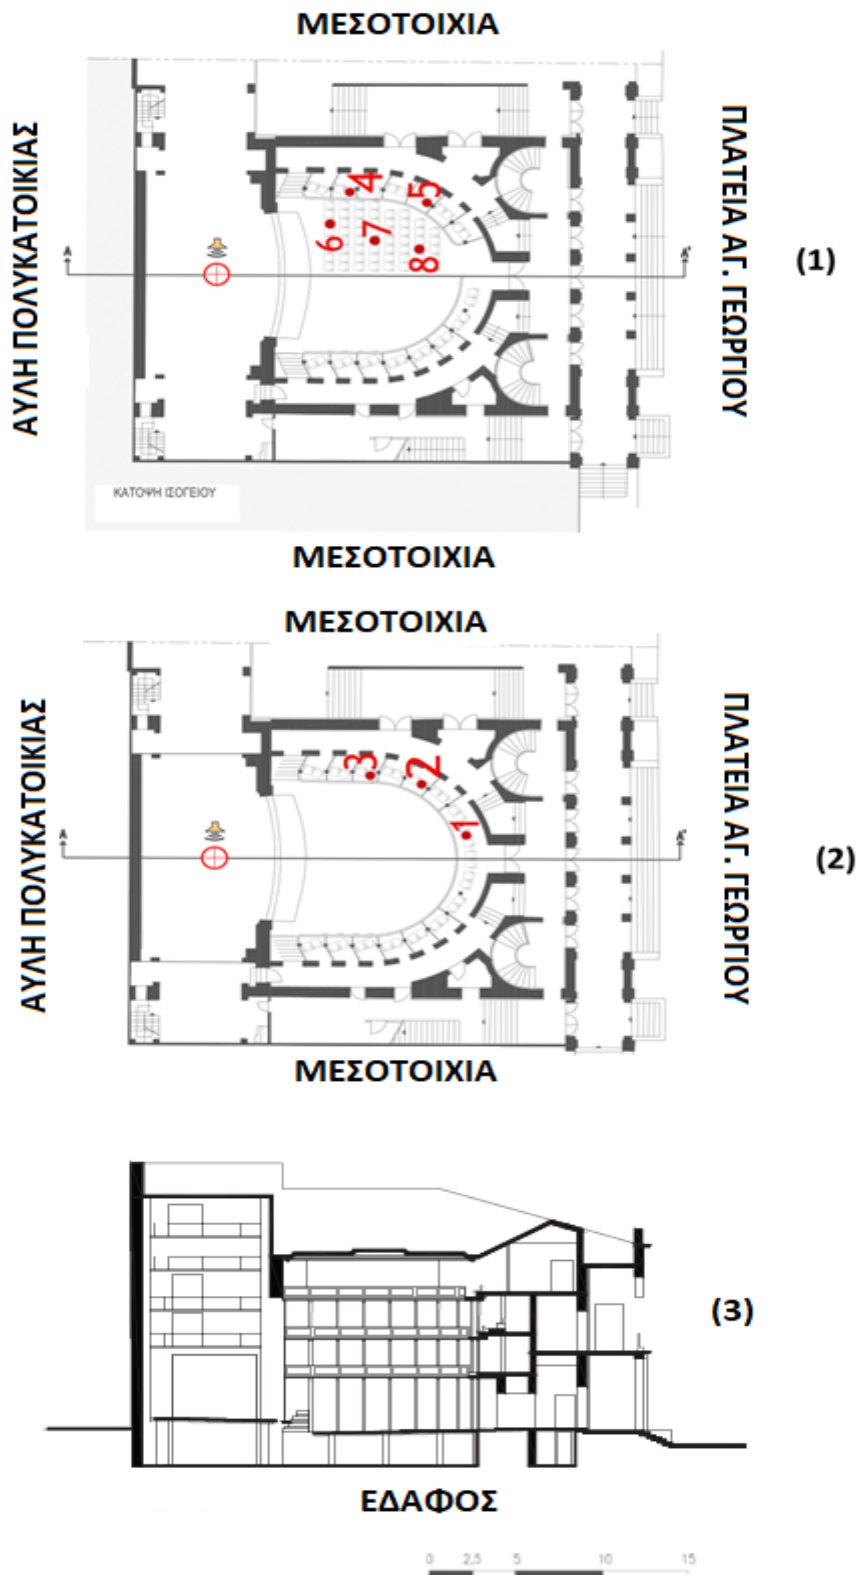 ΜΕΣΟΤΟΙΧΙΑ
ΑΥΛΗ ΠΟΛΥΚΑΤΟΙΚΙΑΣ
ΠΛΑΤΕΙΑ ΑΓ. ΓΕΩΡΓΙΟΥ
4
5
6
7
8
A
A'
(1)
ΚΑΤΟΨΗ ΙΣΟΓΕΙΟΥ
ΜΕΣΟΤΟΙΧΙΑ
ΜΕΣΟΤΟΙΧΙΑ
ΑΥΛΗ ΠΟΛΥΚΑΤΟΙΚΙΑΣ
ΠΛΑΤΕΙΑ ΑΓ. ΓΕΩΡΓΙΟΥ
3
2
1
A
A'
(2)
ΜΕΣΟΤΟΙΧΙΑ
(3)
ΕΔΑΦΟΣ
0 2,5 5 10 15